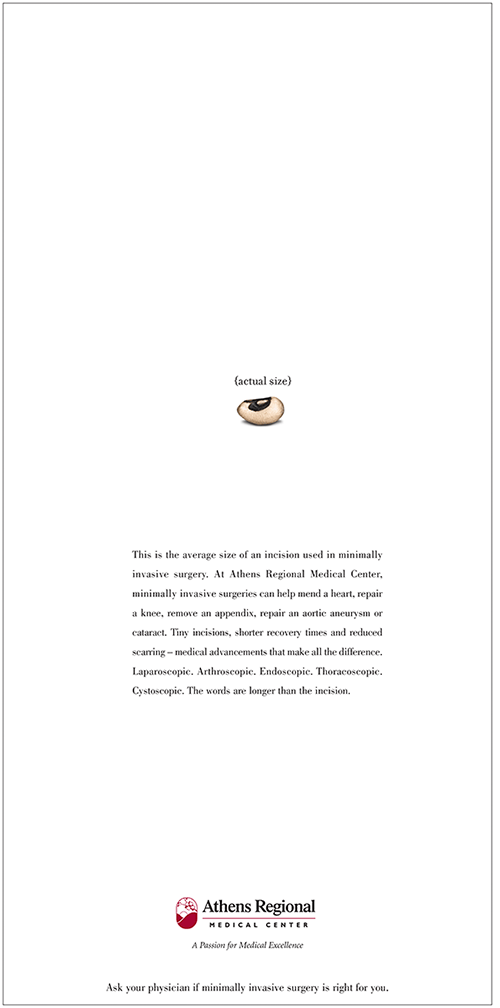 (actual size)
This is the average size of an incision used in minimally
invasive surgery. At Athens Regional Medical Center,
minimally invasive surgeries can help mend a heart, repair
a knee, remove an appendix, repair an aortic aneurysm or
cataract. Tiny incisions, shorter recovery times and reduced
scarring – medical advancements that make all the difference.
Laparoscopic. Arthroscopic. Endoscopic. Thoracoscopic.
Cystoscopic. The words are longer than the incision.
Athens Regional
MEDICAL CENTER
A Passion for Medical Excellence
Ask your physician if minimally invasive surgery is right for you.